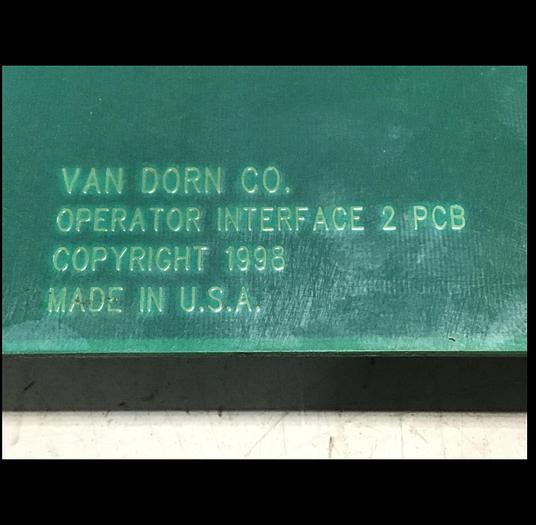 VAN DORN CO.
OPERATOR INTERFACE 2 PCB
COPYRIGHT 1998
MADE IN U.S.A.